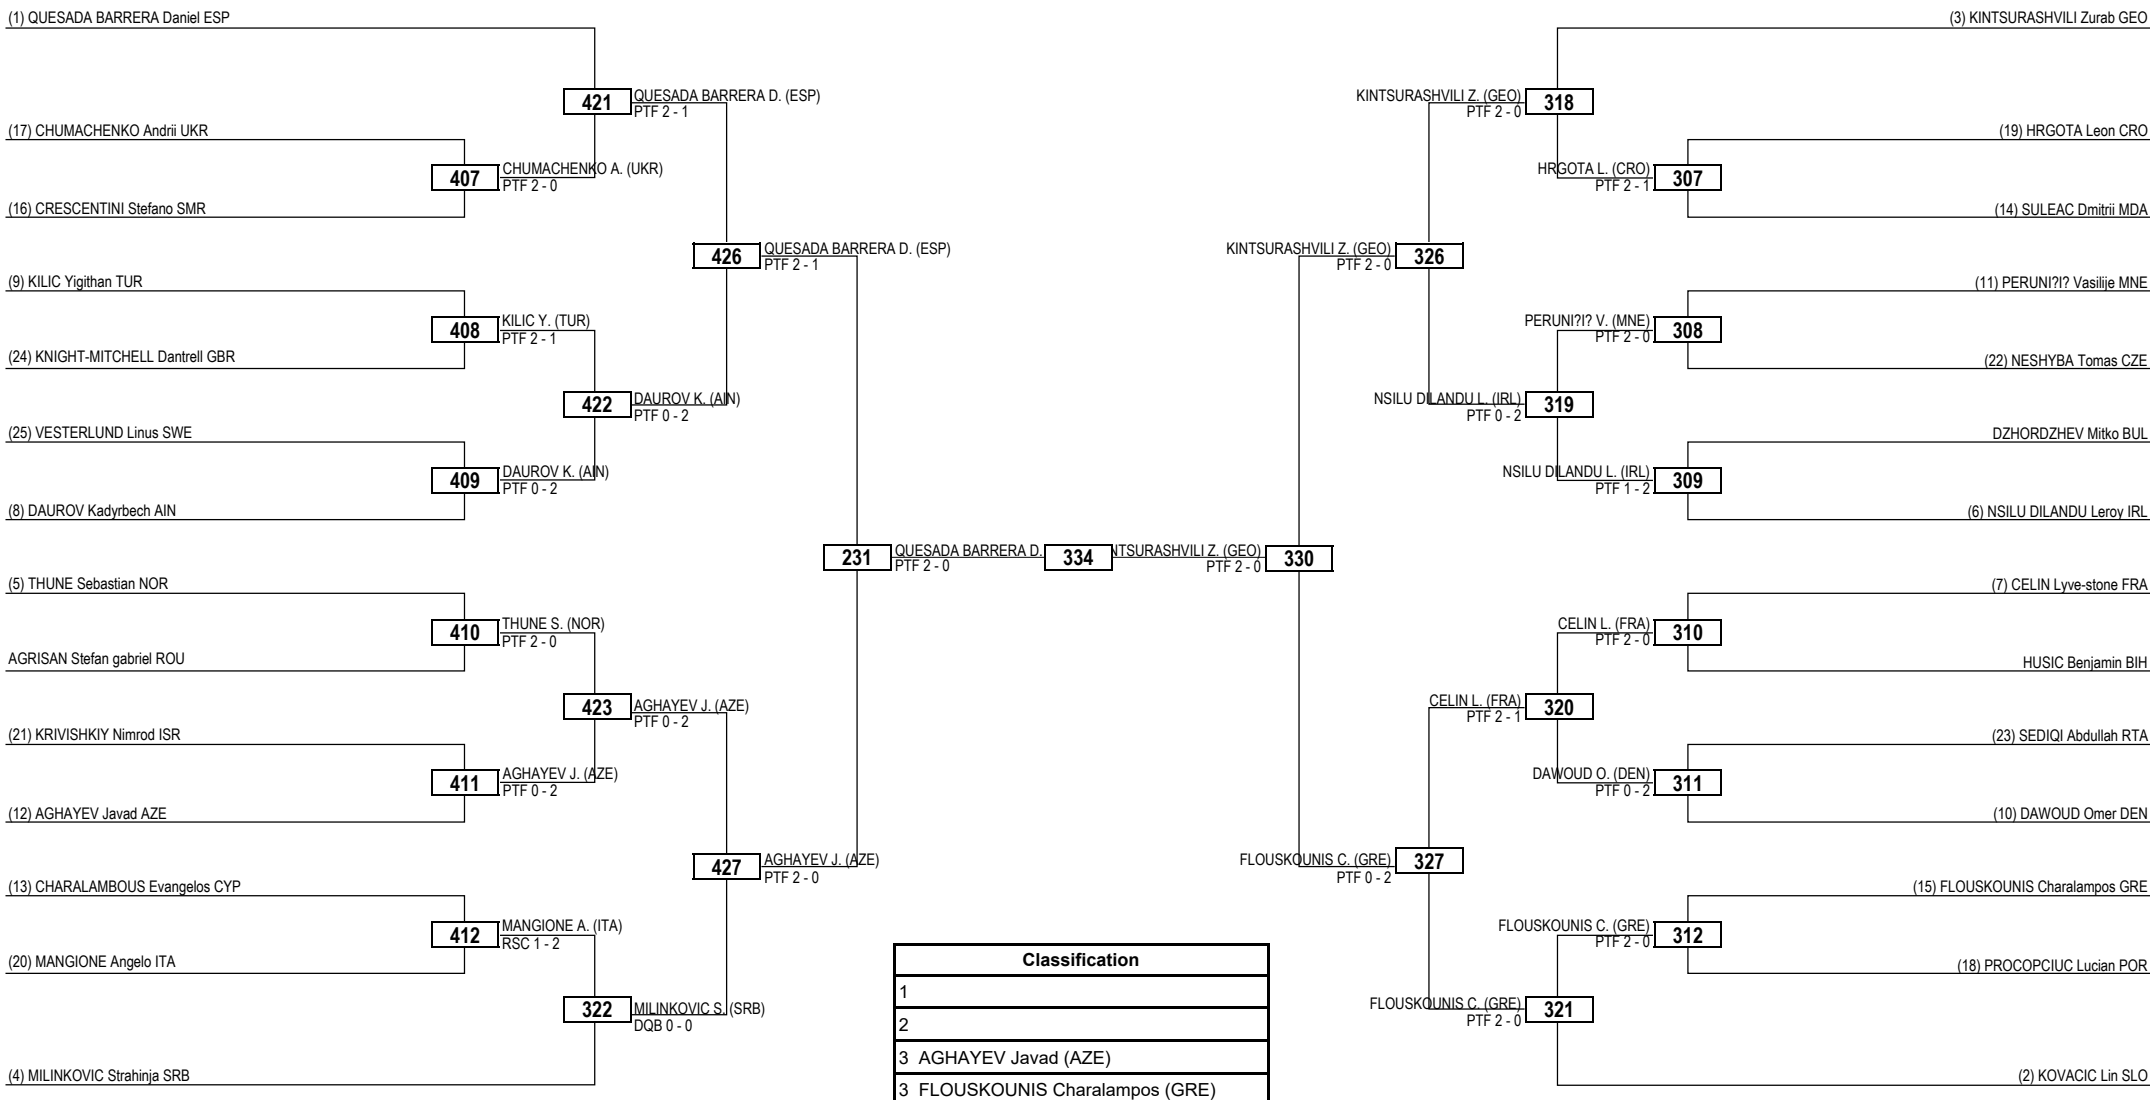 (1) QUESADA BARRERA Daniel ESP
(3) KINTSURASHVILI Zurab GEO
421
QUESADA BARRERA D. (ESP)
PTF 2 - 1
KINTSURASHVILI Z. (GEO)
PTF 2 - 0
318
(17) CHUMACHENKO Andrii UKR
(19) HRGOTA Leon CRO
407
CHUMACHENKO A. (UKR)
PTF 2 - 0
HRGOTA L. (CRO)
PTF 2 - 1
307
(16) CRESCENTINI Stefano SMR
(14) SULEAC Dmitrii MDA
426
QUESADA BARRERA D. (ESP)
PTF 2 - 1
KINTSURASHVILI Z. (GEO)
PTF 2 - 0
326
(9) KILIC Yigithan TUR
(11) PERUNI?I? Vasilije MNE
408
KILIC Y. (TUR)
PTF 2 - 1
PERUNI?I? V. (MNE)
PTF 2 - 0
308
(24) KNIGHT-MITCHELL Dantrell GBR
(22) NESHYBA Tomas CZE
422
DAUROV K. (AIN)
PTF 0 - 2
NSILU DILANDU L. (IRL)
PTF 0 - 2
319
(25) VESTERLUND Linus SWE
DZHORDZHEV Mitko BUL
409
DAUROV K. (AIN)
PTF 0 - 2
NSILU DILANDU L. (IRL)
PTF 1 - 2
309
(8) DAUROV Kadyrbech AIN
(6) NSILU DILANDU Leroy IRL
231
QUESADA BARRERA D.
PTF 2 - 0
334
NTSURASHVILI Z. (GEO)
PTF 2 - 0
330
(5) THUNE Sebastian NOR
(7) CELIN Lyve-stone FRA
410
THUNE S. (NOR)
PTF 2 - 0
CELIN L. (FRA)
PTF 2 - 0
310
AGRISAN Stefan gabriel ROU
HUSIC Benjamin BIH
423
AGHAYEV J. (AZE)
PTF 0 - 2
CELIN L. (FRA)
PTF 2 - 1
320
(21) KRIVISHKIY Nimrod ISR
(23) SEDIQI Abdullah RTA
411
AGHAYEV J. (AZE)
PTF 0 - 2
DAWOUD O. (DEN)
PTF 0 - 2
311
(12) AGHAYEV Javad AZE
(10) DAWOUD Omer DEN
427
AGHAYEV J. (AZE)
PTF 2 - 0
FLOUSKOUNIS C. (GRE)
PTF 0 - 2
327
(13) CHARALAMBOUS Evangelos CYP
(15) FLOUSKOUNIS Charalampos GRE
412
MANGIONE A. (ITA)
RSC 1 - 2
FLOUSKOUNIS C. (GRE)
PTF 2 - 0
312
(20) MANGIONE Angelo ITA
(18) PROCOPCIUC Lucian POR
322
MILINKOVIC S. (SRB)
DQB 0 - 0
FLOUSKOUNIS C. (GRE)
PTF 2 - 0
321
(4) MILINKOVIC Strahinja SRB
(2) KOVACIC Lin SLO
Classification
1
2
3 AGHAYEV Javad (AZE)
3 FLOUSKOUNIS Charalampos (GRE)